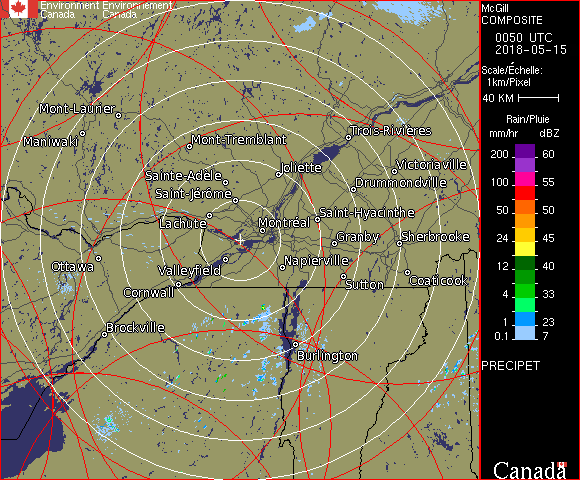 Environment Environnement
Canada Canada
McGill
COMPOSITE
0050 UTC
2018-05-15
Scale/Échelle:
1km/Pixel
40 KM
Rain/Pluie
mm/hr dBZ
200 60
100 55
50 50
24 45
12 40
4 33
1 23
0.1 7
PRECIPET
Canada
Mont-Laurier
Maniwaki
Mont-Tremblant
Trois-Rivières
Joliette
Victoriaville
Sainte-Adèle
Drummondville
Saint-Jérôme
Saint-Hyacinthe
Lachute
Montréal
Granby
Sherbrooke
Ottawa
Valleyfield
Napierville
Coaticook
Cornwall
Sutton
Brockville
Burlington